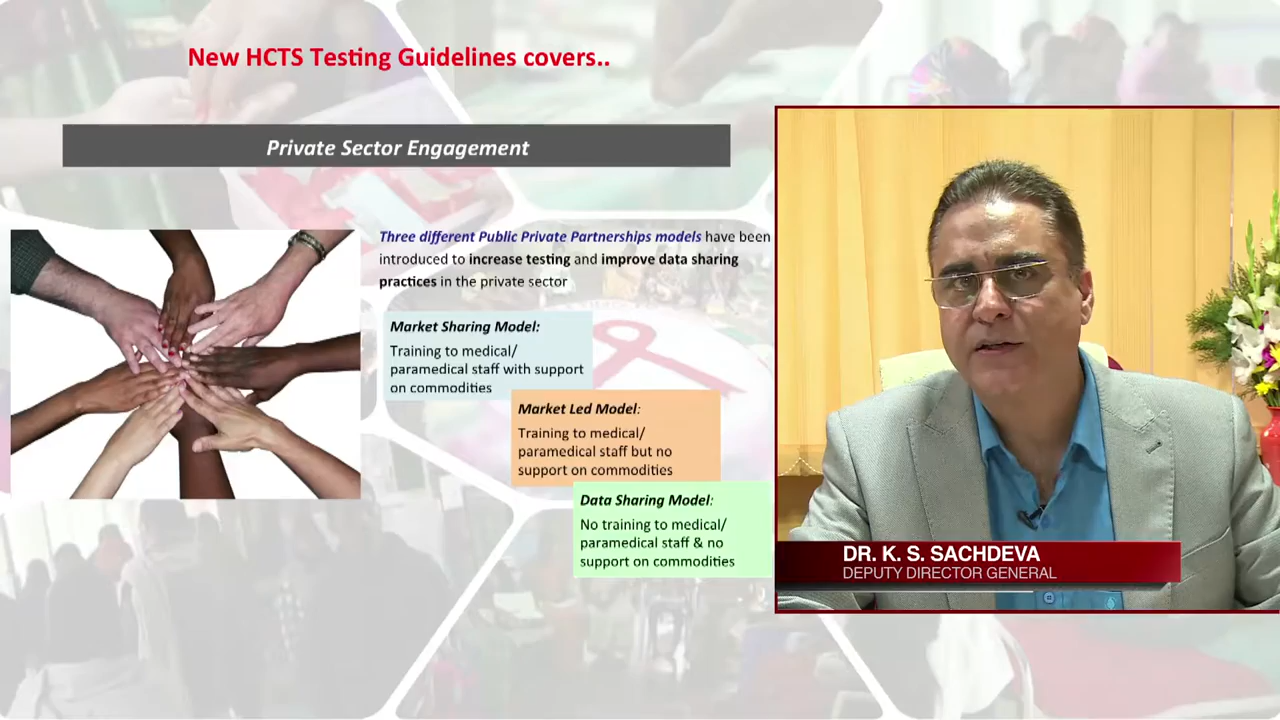 New HCTS Testing Guidelines covers..
Private Sector Engagement
Three different Public Private Partnerships models have been
introduced to increase testing and improve data sharing
practices in the private sector
Market Sharing Model:
Training to medical/
paramedical staff with support
on commodities
Market Led Model:
Training to medical/
paramedical staff but no
support on commodities
Data Sharing Model:
No training to medical/
paramedical staff & no
support on commodities
DR. K. S. SACHDEVA
DEPUTY DIRECTOR GENERAL